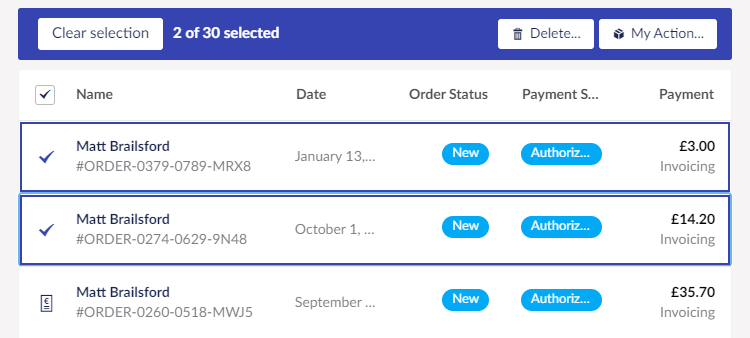 Clear selection 2 of 30 selected Delete... My Action...
Name Date Order Status Payment S... Payment
Matt Brailsford January 13,... New Authoriz... £3.00
#ORDER-0379-0789-MRX8 Invoicing
Matt Brailsford October 1, ... New Authoriz... £14.20
#ORDER-0274-0629-9N48 Invoicing
Matt Brailsford September ... New Authoriz... £35.70
#ORDER-0260-0518-MWJ5 Invoicing